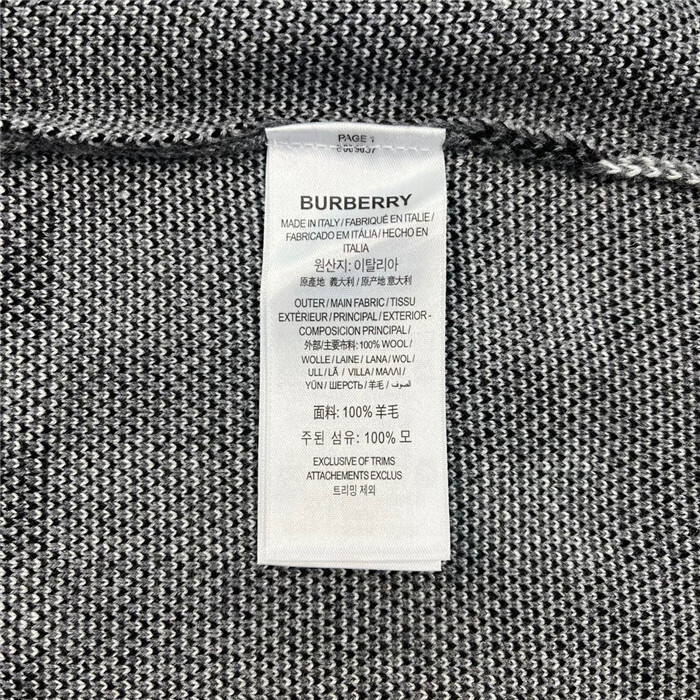 PAGE 1
8009037
BURBERRY
MADE IN ITALY / FABRIQUÉ EN ITALIE /
FABRICADO EM ITÁLIA / HECHO EN
ITALIA
원산지: 이탈리아
原產地 義大利 / 原产地 意大利
OUTER / MAIN FABRIC / TISSU
EXTÉRIEUR / PRINCIPAL / EXTERIOR -
COMPOSICIÓN PRINCIPAL /
外部/主要布料: 100% WOOL /
WOLLE / LAINE / LANA / WOL /
ULL / LÃ / VILLA / ΜΑΛΛΙ /
YÜN / ШЕРСТЬ / 羊毛 / الصوف
面料: 100% 羊毛
주된 섬유: 100% 모
EXCLUSIVE OF TRIMS
ATTACHEMENTS EXCLUS
트리밍 제외